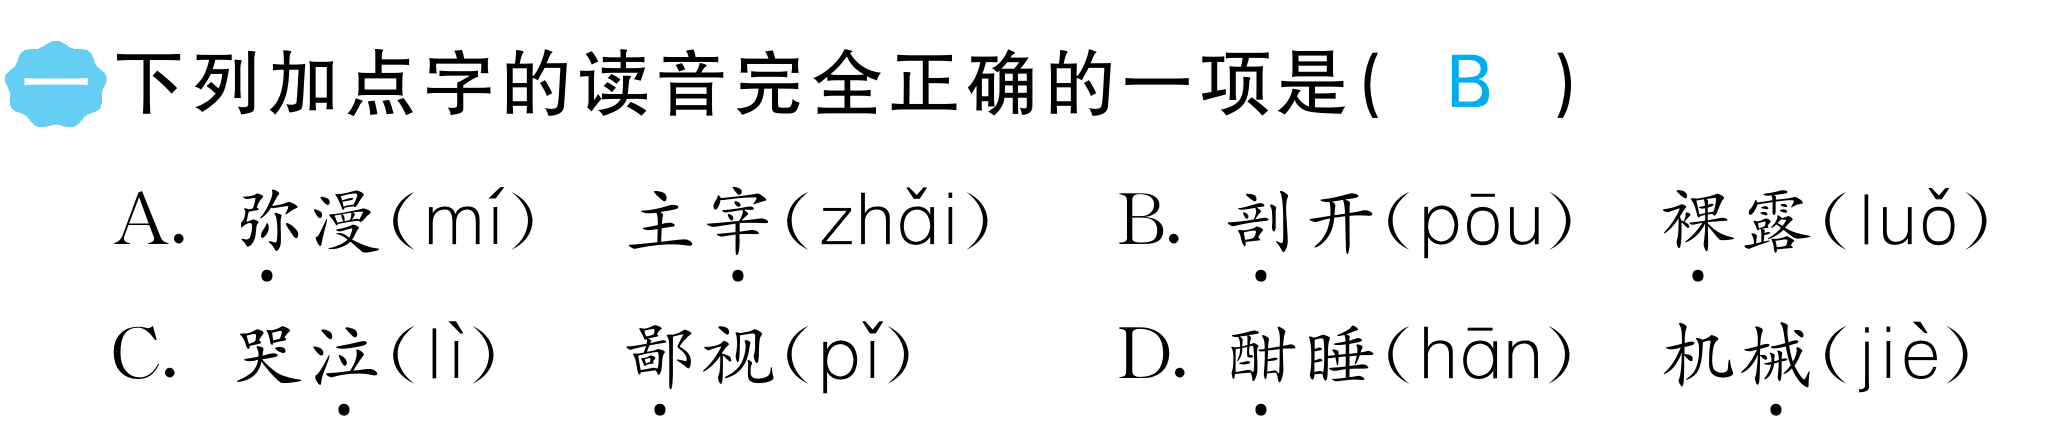 一 下列加点字的读音完全正确的一项是( B )
A. 弥漫(mí) 主宰(zhǎi) B. 剖开(pōu) 裸露(luǒ)
C. 哭泣(lì) 鄙视(pǐ) D. 酣睡(hān) 机械(jiè)